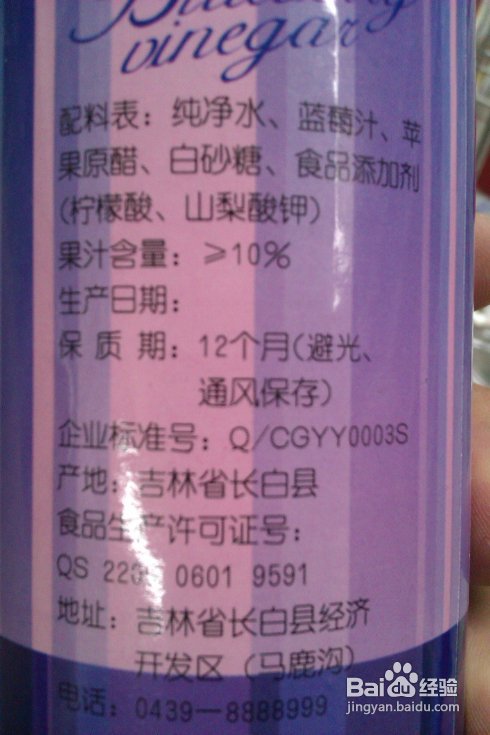 vinegar
配料表：纯净水、蓝莓汁、苹
果原醋、白砂糖、食品添加剂
(柠檬酸、山梨酸钾)
果汁含量：≥10%
生产日期：
保 质 期：12个月(避光、
通风保存)
企业标准号：Q/CGYY0003S
产地：吉林省长白县
食品生产许可证号：
QS 2206 0601 9591
地址：吉林省长白县经济
开发区（马鹿沟）
电话：0439—8888999
Bai 经验
jingyan.baidu.com